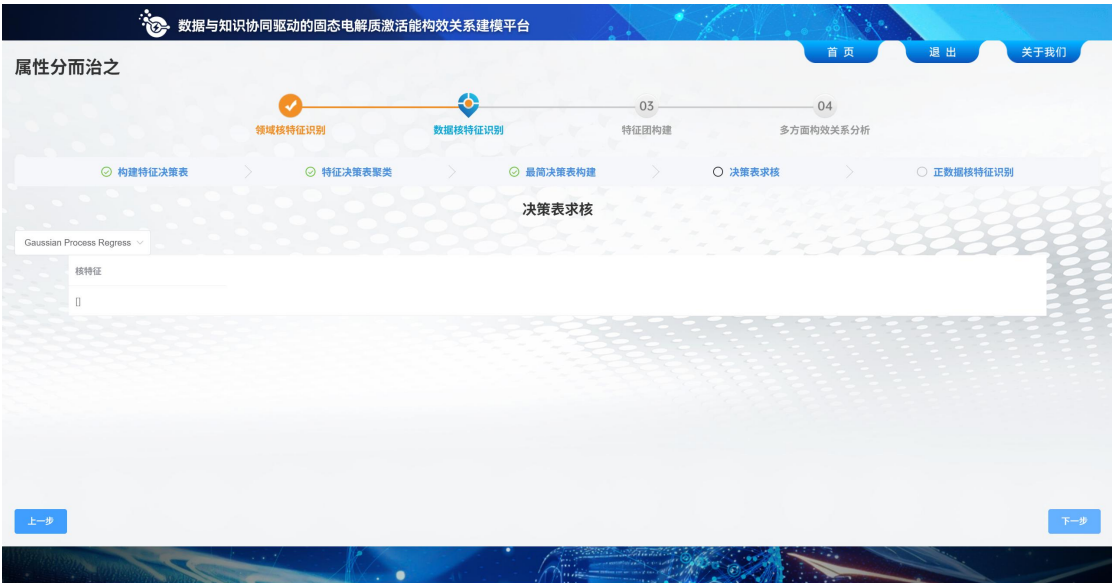 数据与知识协同驱动的固态电解质激活能构效关系建模平台
首 页
退 出
关于我们
属性分而治之
03
04
领域核特征识别
数据核特征识别
特征团构建
多方面构效关系分析
构建特征决策表
特征决策表聚类
最简决策表构建
决策表求核
正数据核特征识别
决策表求核
Gaussian Process Regress
核特征
[]
上一步
下一步